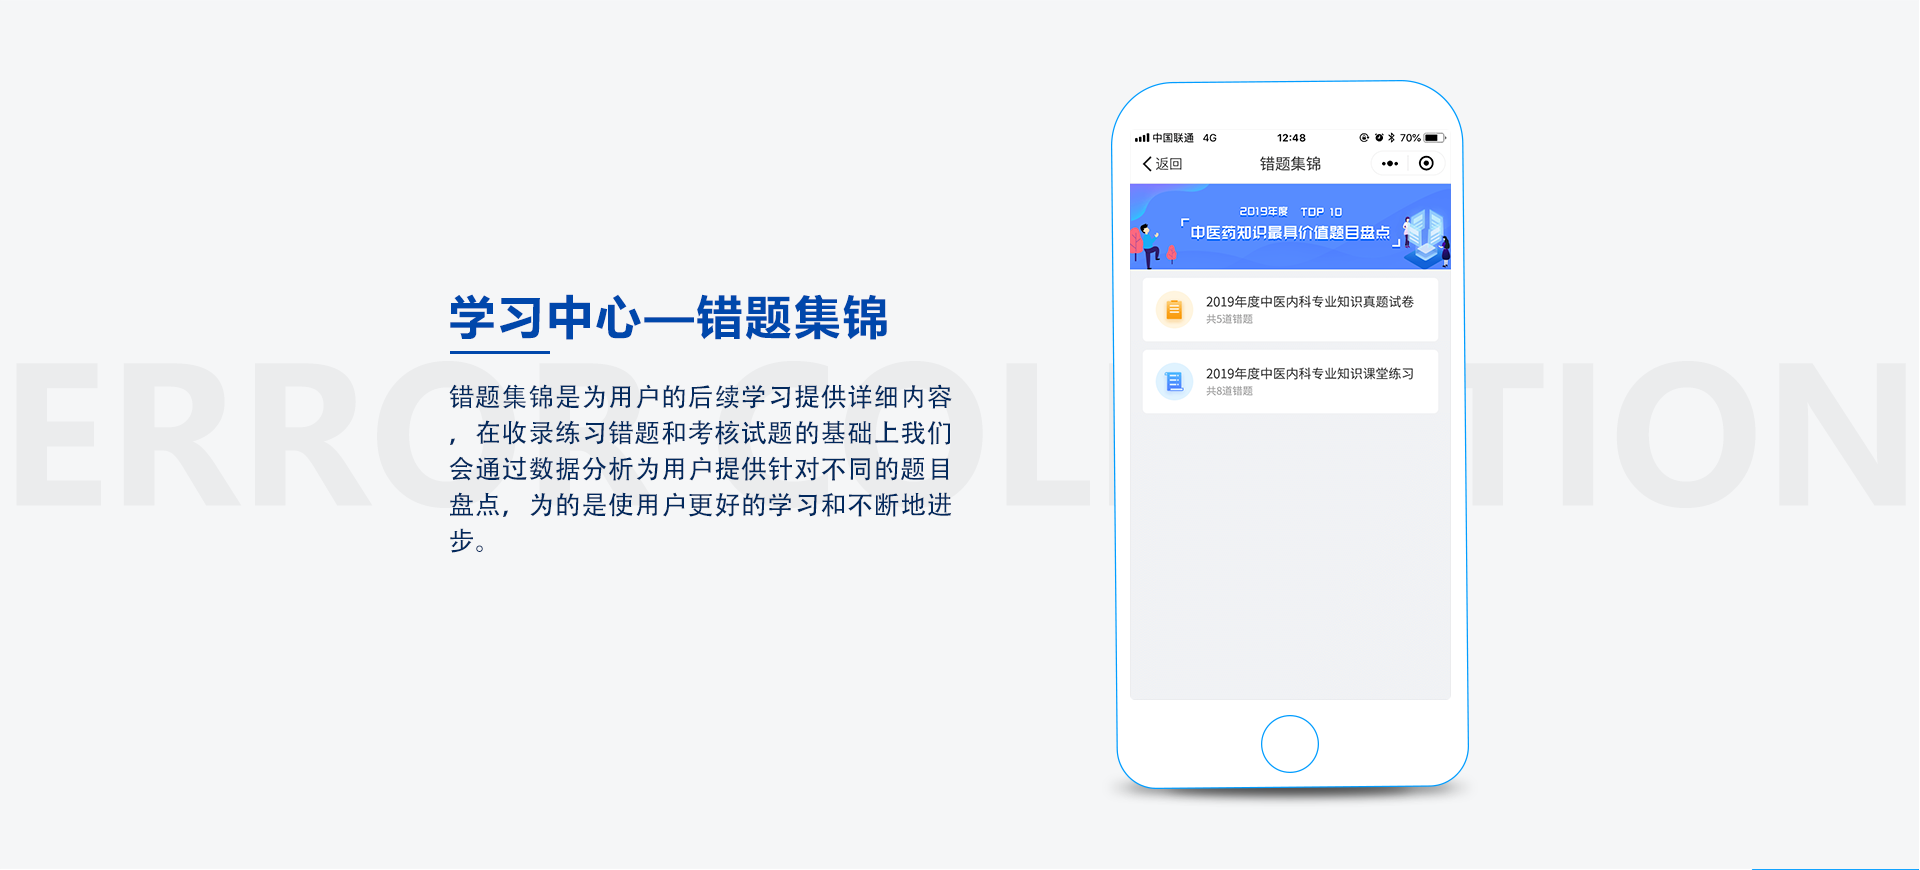 学习中心—错题集锦
错题集锦是为用户的后续学习提供详细内容
，在收录练习错题和考核试题的基础上我们
会通过数据分析为用户提供针对不同的题目
盘点，为的是使用户更好的学习和不断地进
步。
ERROR COL TION
中国联通 4G 12:48 70%
返回 错题集锦
2019年度 TOP 10
「中医药知识最具价值题目盘点」
2019年度中医内科专业知识真题试卷
共5道错题
2019年度中医内科专业知识课堂练习
共8道错题